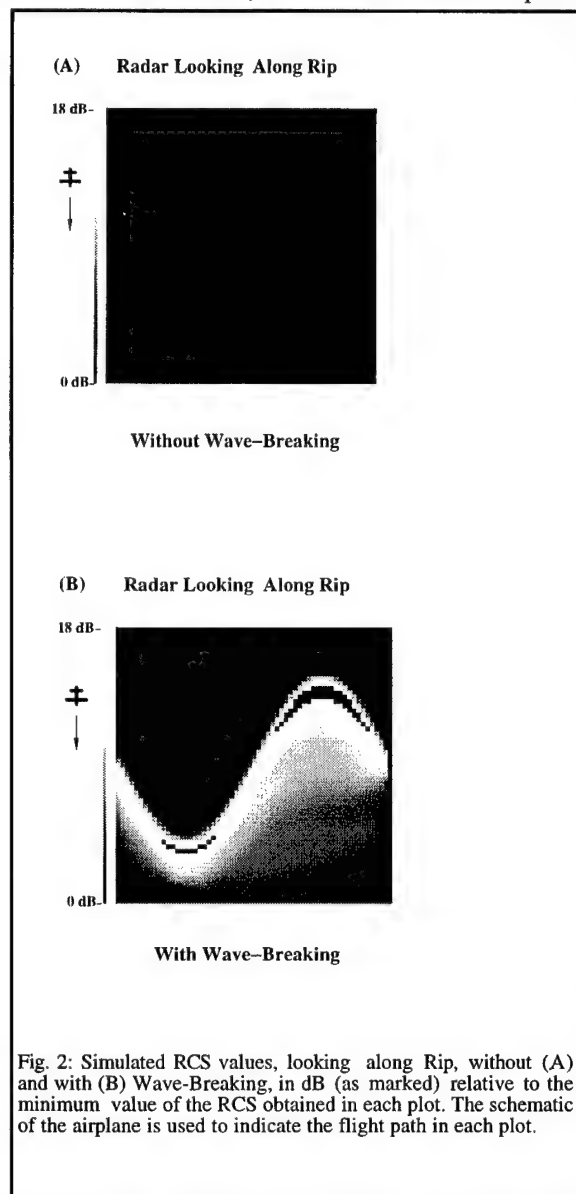 (A) Radar Looking Along Rip
18 dB-
0 dB-
Without Wave–Breaking
(B) Radar Looking Along Rip
18 dB-
0 dB-
With Wave–Breaking
Fig. 2: Simulated RCS values, looking along Rip, without (A)
and with (B) Wave-Breaking, in dB (as marked) relative to the
minimum value of the RCS obtained in each plot. The schematic
of the airplane is used to indicate the flight path in each plot.